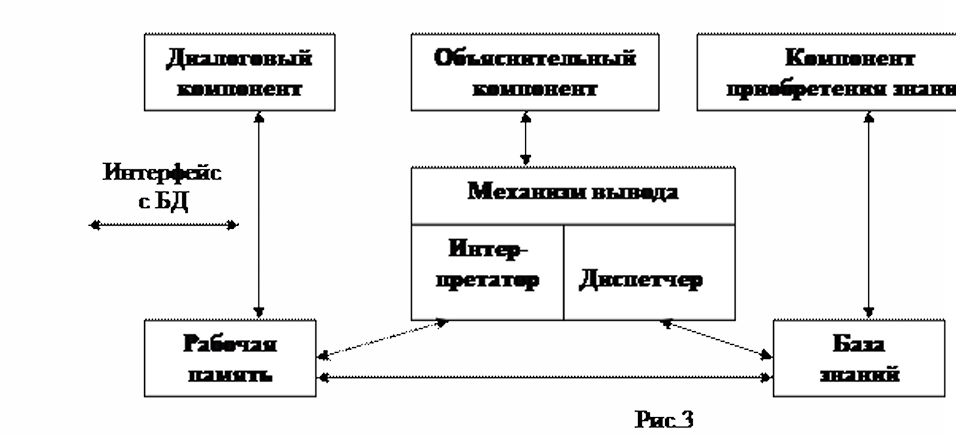 Диалоговый
компонент
Объяснительный
компонент
Компонент
приобретения знани
Интерфейс
с БД
Механизм вывода
Интер-
претатор
Диспетчер
Рабочая
память
База
знаний
Рис.3